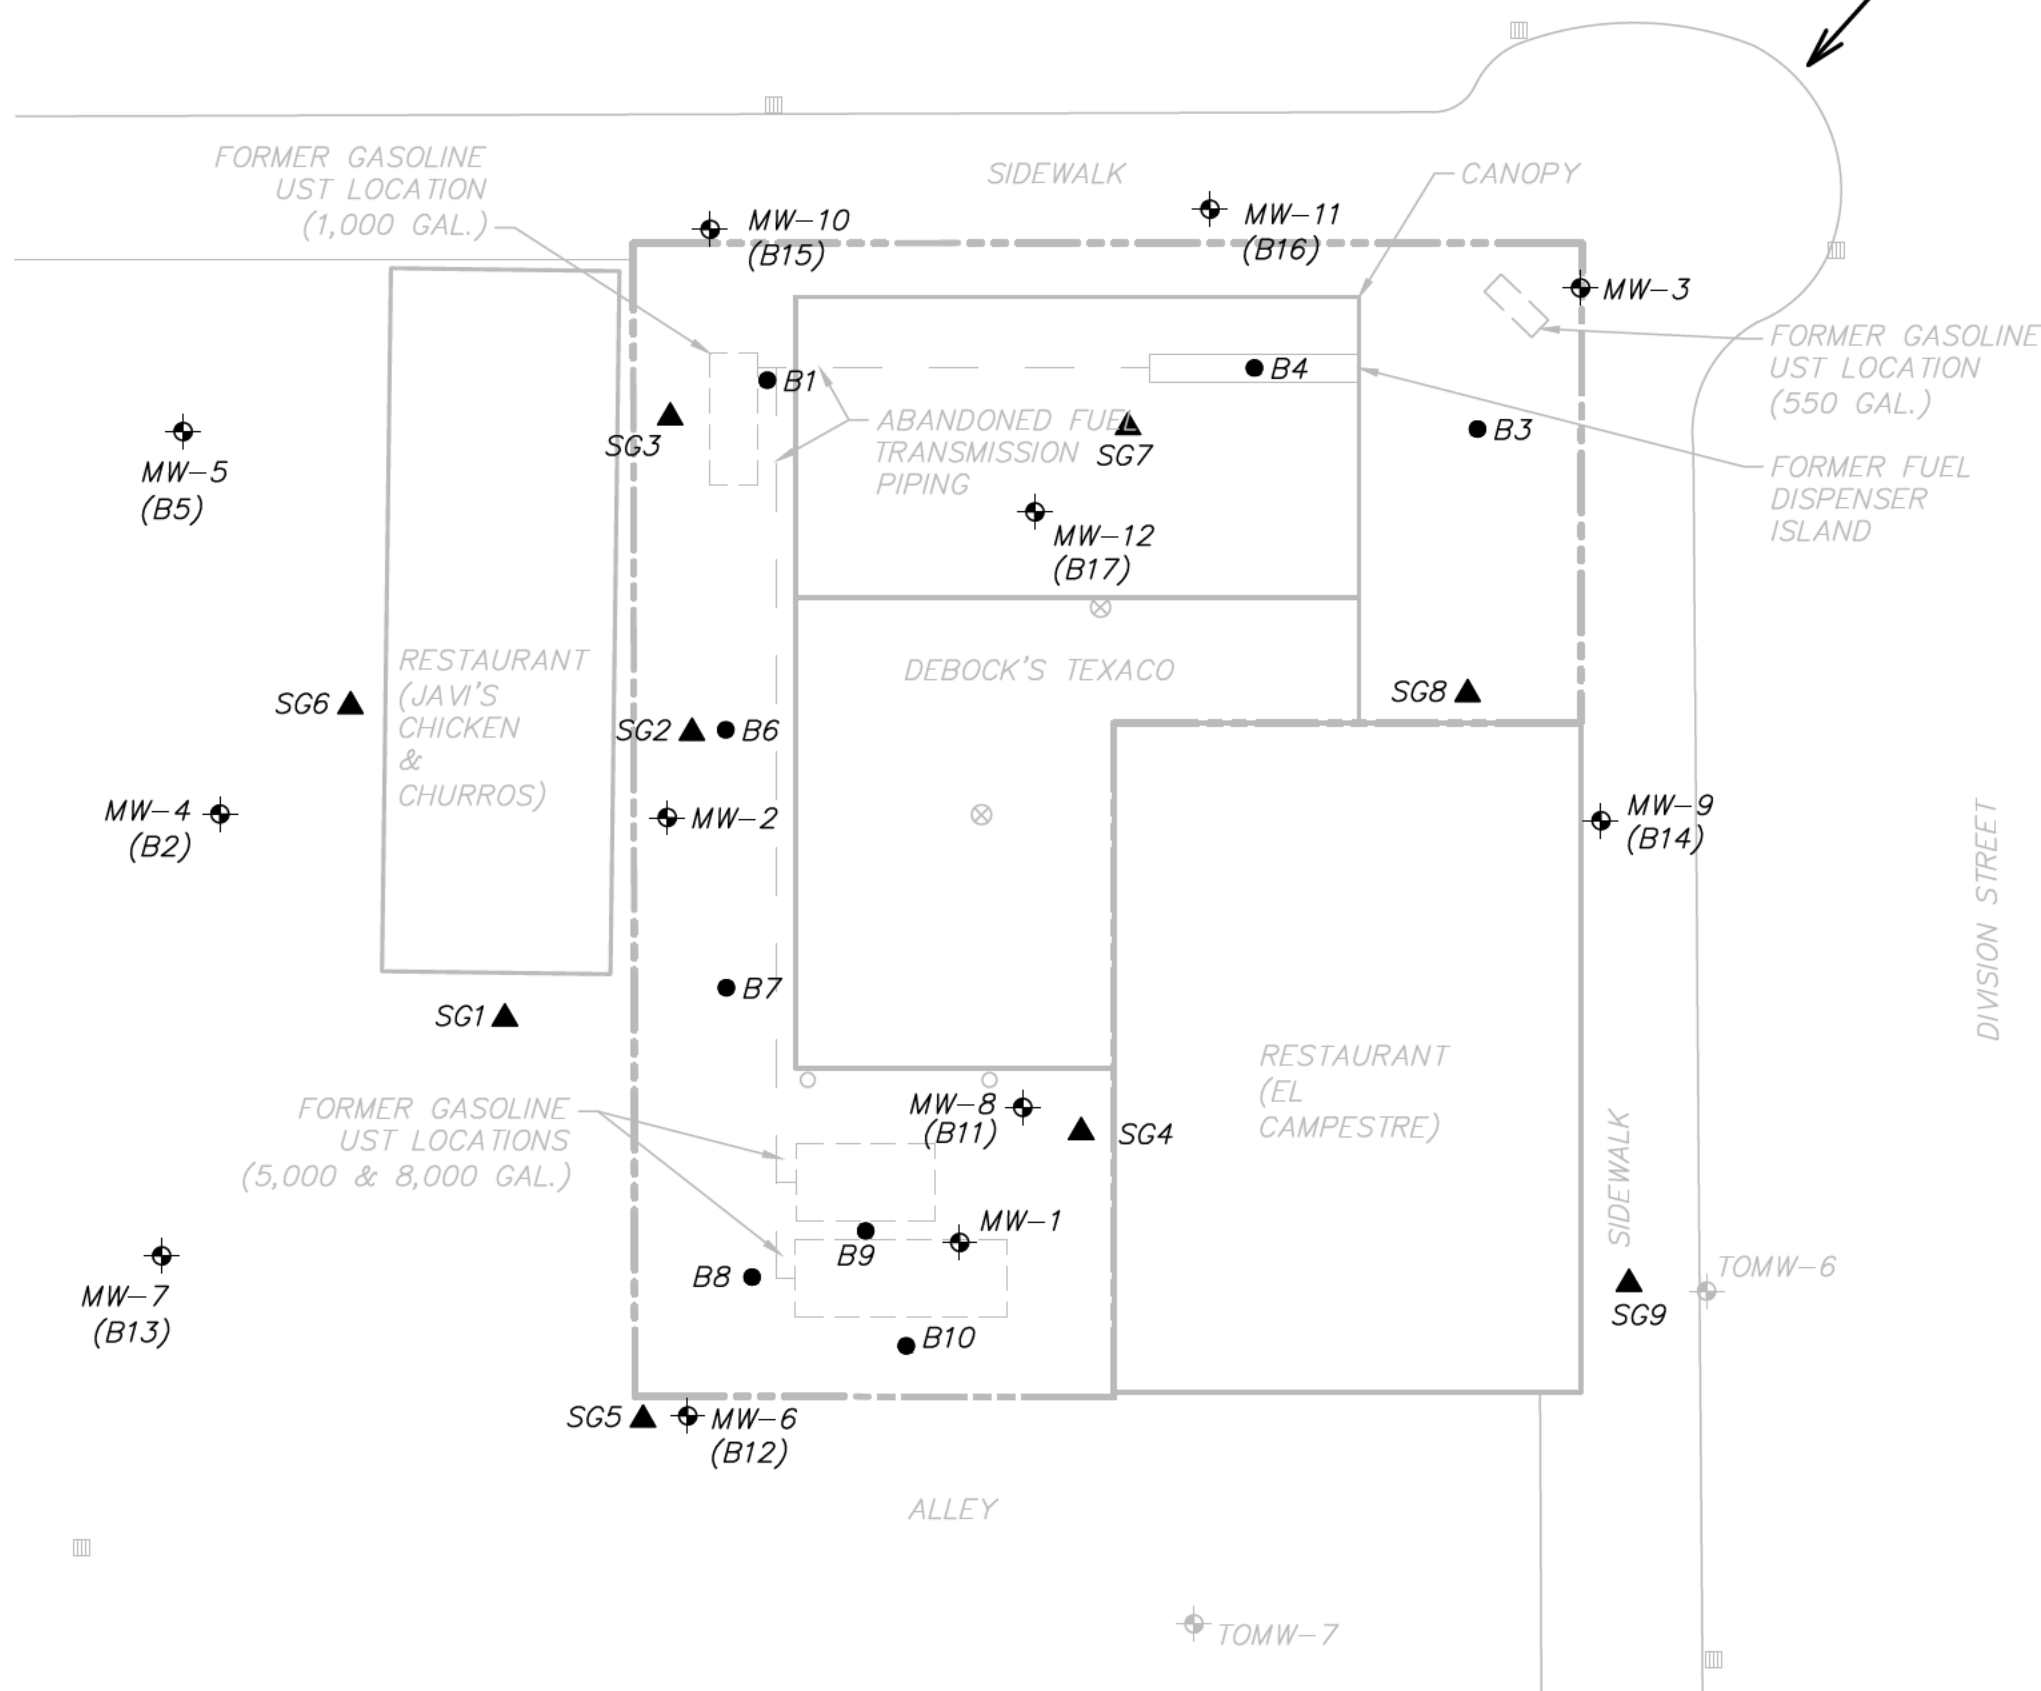 FORMER GASOLINE
UST LOCATION
(1,000 GAL.)
SIDEWALK
CANOPY
MW-10
(B15)
MW-11
(B16)
MW-3
FORMER GASOLINE
UST LOCATION
(550 GAL.)
B1
B4
SG3
ABANDONED FUEL
TRANSMISSION
PIPING
SG7
B3
FORMER FUEL
DISPENSER
ISLAND
MW-5
(B5)
MW-12
(B17)
RESTAURANT
(JAVI'S
CHICKEN
&
CHURROS)
DEBOCK'S TEXACO
SG6
SG2
B6
SG8
MW-4
(B2)
MW-2
MW-9
(B14)
DIVISION STREET
B7
SG1
RESTAURANT
(EL
CAMPESTRE)
FORMER GASOLINE
UST LOCATIONS
(5,000 & 8,000 GAL.)
MW-8
(B11)
SG4
SIDEWALK
MW-1
B9
B8
TOMW-6
MW-7
(B13)
SG9
B10
SG5
MW-6
(B12)
ALLEY
TOMW-7